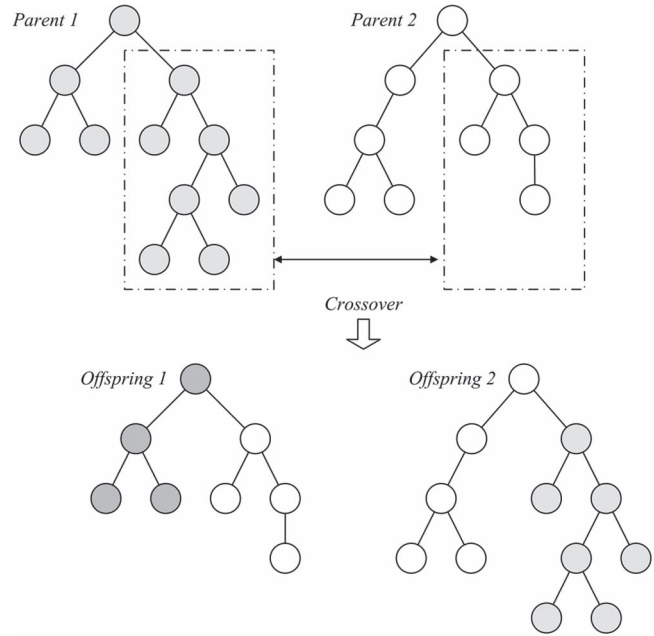 Parent 1
Parent 2
Crossover
Offspring 1
Offspring 2